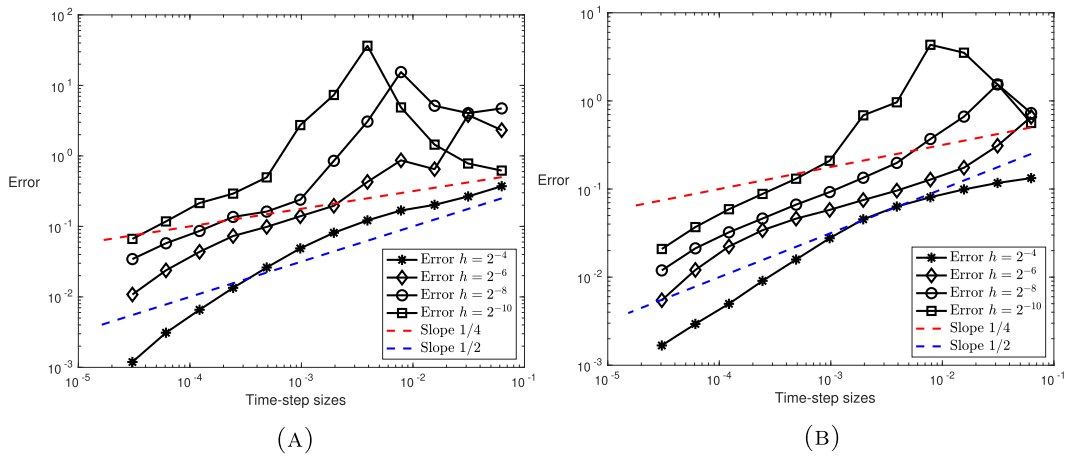 10^2
10^1
10^0
10^-1
10^-2
10^-3
Error
10^-5
10^-4
10^-3
10^-2
10^-1
Time-step sizes
Error h = 2^-4
Error h = 2^-6
Error h = 2^-8
Error h = 2^-10
Slope 1/4
Slope 1/2
(A)
10^1
10^0
10^-1
10^-2
10^-3
Error
10^-5
10^-4
10^-3
10^-2
10^-1
Time-step sizes
Error h = 2^-4
Error h = 2^-6
Error h = 2^-8
Error h = 2^-10
Slope 1/4
Slope 1/2
(B)